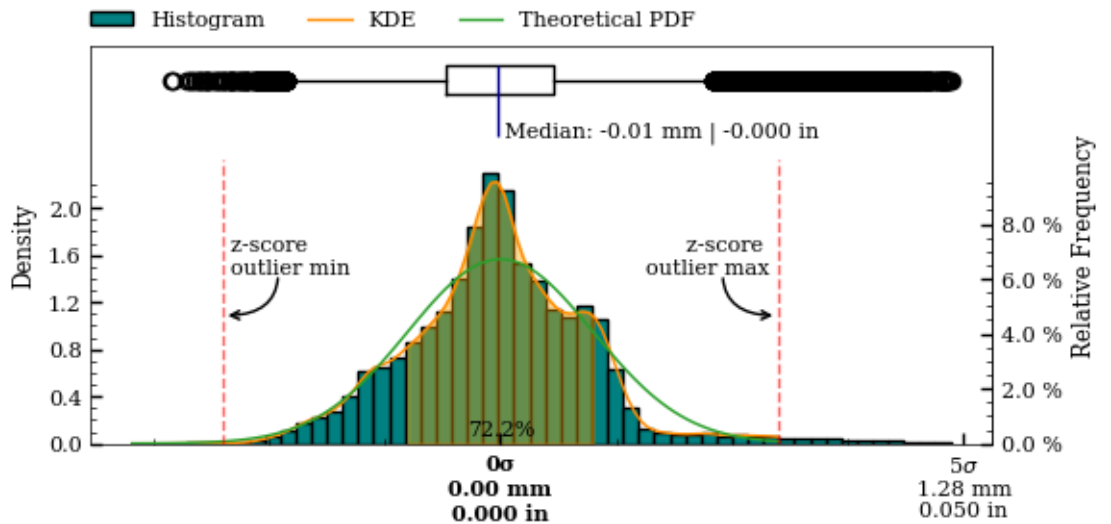 Histogram KDE Theoretical PDF
Median: -0.01 mm | -0.000 in
Density
Relative Frequency
2.0
1.6
1.2
0.8
0.4
0.0
8.0 %
6.0 %
4.0 %
2.0 %
0.0 %
z-score
outlier min
z-score
outlier max
72.2%
0σ
0.00 mm
0.000 in
5σ
1.28 mm
0.050 in